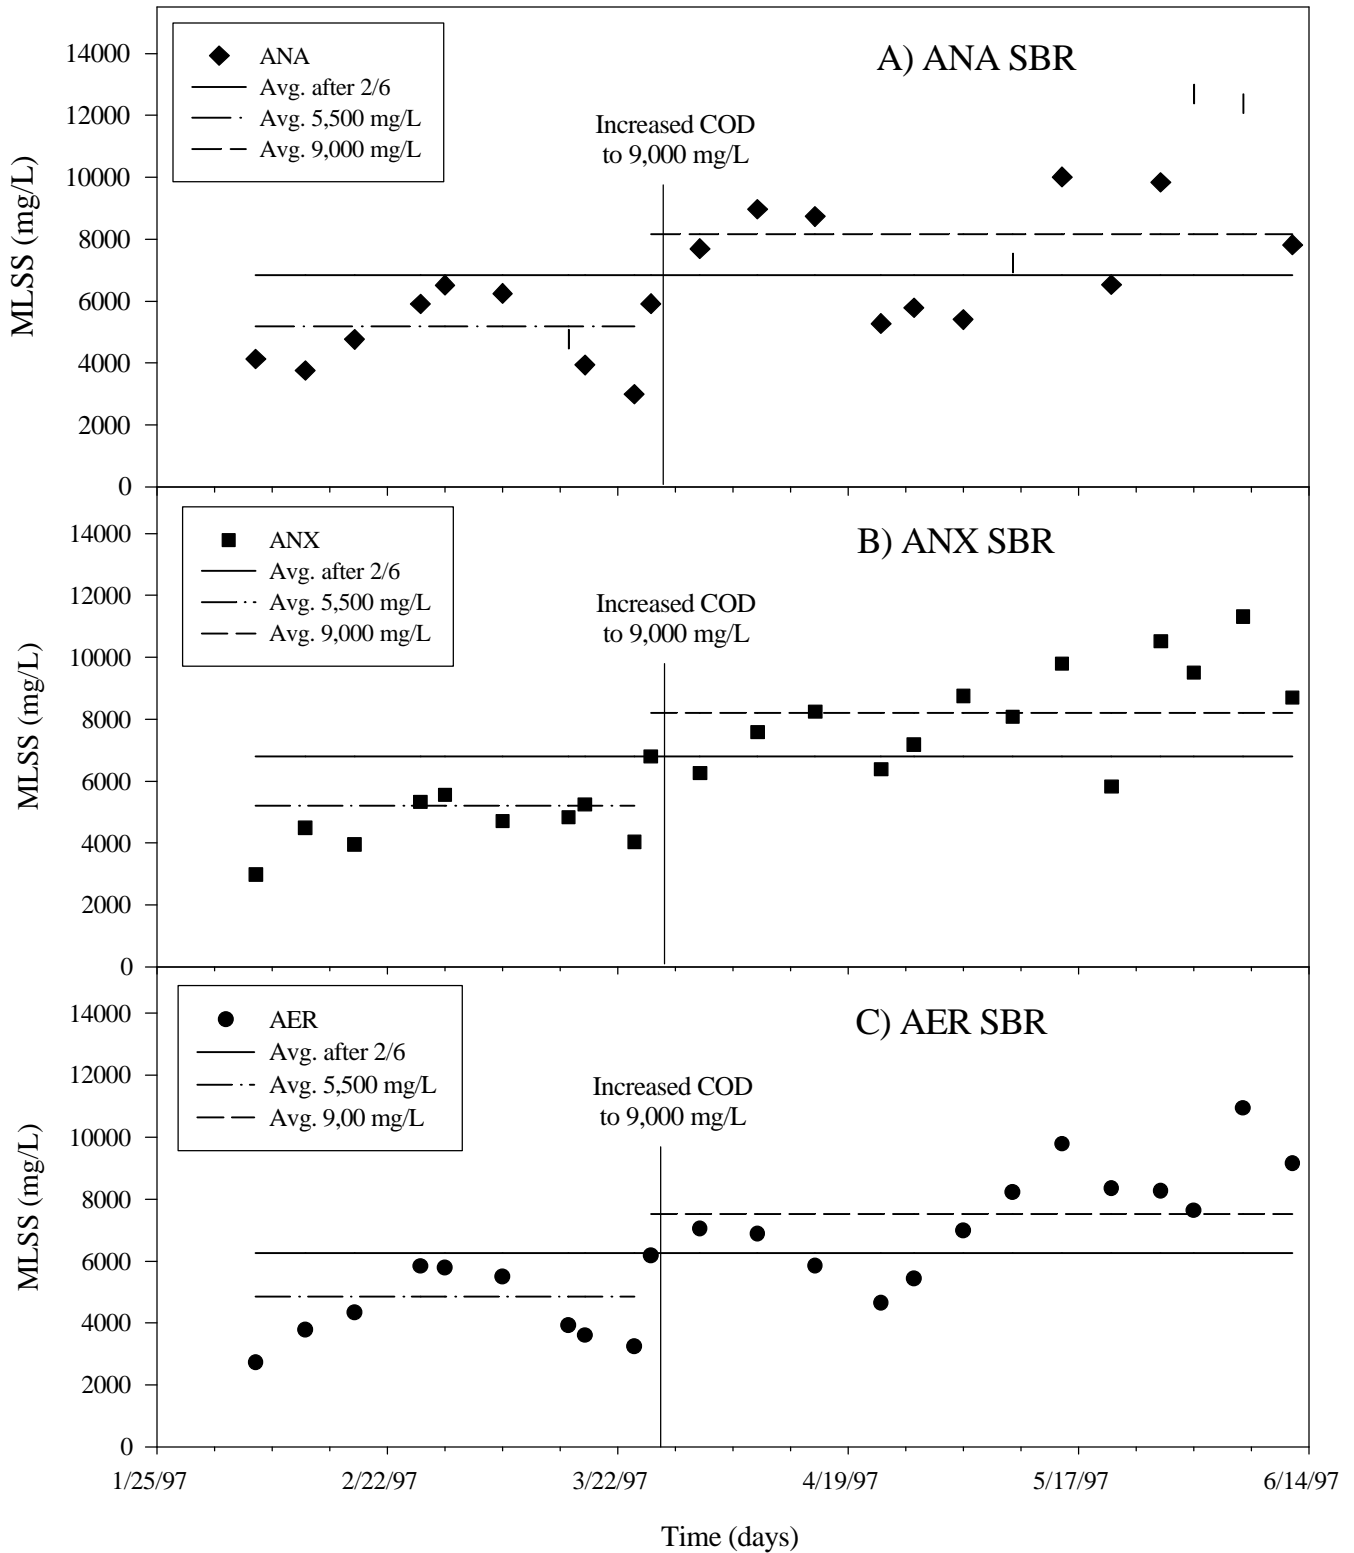 A) ANA SBR
ANA
Avg. after 2/6
Avg. 5,500 mg/L
Avg. 9,000 mg/L
Increased COD
to 9,000 mg/L
MLSS (mg/L)
14000
12000
10000
8000
6000
4000
2000
0
B) ANX SBR
ANX
Avg. after 2/6
Avg. 5,500 mg/L
Avg. 9,000 mg/L
Increased COD
to 9,000 mg/L
MLSS (mg/L)
14000
12000
10000
8000
6000
4000
2000
0
C) AER SBR
AER
Avg. after 2/6
Avg. 5,500 mg/L
Avg. 9,00 mg/L
Increased COD
to 9,000 mg/L
MLSS (mg/L)
14000
12000
10000
8000
6000
4000
2000
0
1/25/97 2/22/97 3/22/97 4/19/97 5/17/97 6/14/97
Time (days)